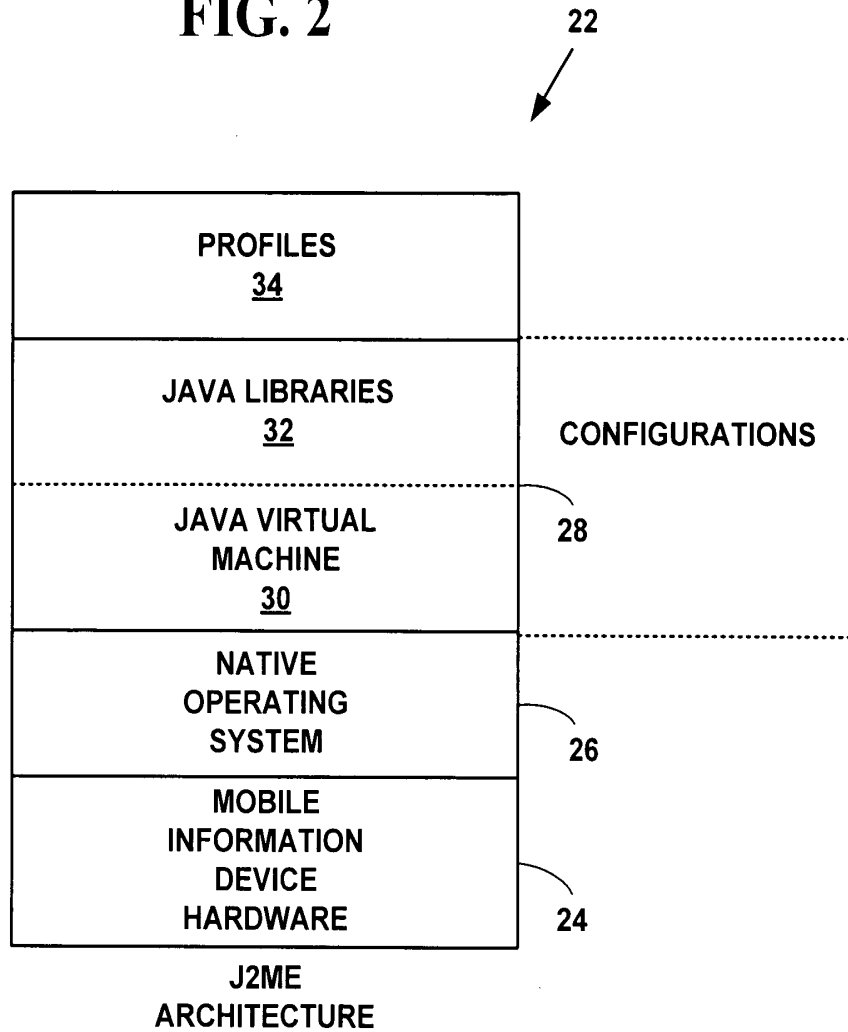 FIG. 2
22
PROFILES
34
JAVA LIBRARIES
32
CONFIGURATIONS
28
JAVA VIRTUAL
MACHINE
30
NATIVE
OPERATING
SYSTEM
26
MOBILE
INFORMATION
DEVICE
HARDWARE
24
J2ME
ARCHITECTURE